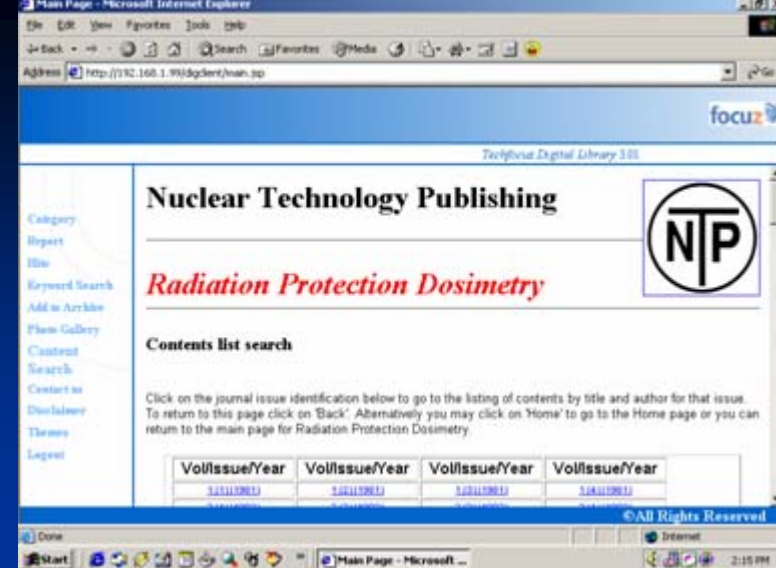 Main Page - Microsoft Internet Explorer
File Edit View Favorites Tools Help
Back Search Favorites Media
Address http://192.168.1.99/digclient/main.jsp Go
focuz
Techfocuz Digital Library 3.01
Category
Report
Hits
Keyword Search
Add to Archive
Photo Gallery
Content
Search
Contact us
Disclaimer
Themes
Logout
Nuclear Technology Publishing
NTP
Radiation Protection Dosimetry
Contents list search
Click on the journal issue identification below to go to the listing of contents by title and author for that issue.
To return to this page click on 'Back'. Alternatively you may click on 'Home' to go to the Home page or you can
return to the main page for Radiation Protection Dosimetry.
Vol/Issue/Year Vol/Issue/Year Vol/Issue/Year Vol/Issue/Year
1(1)(1981) 1(2)(1981) 1(3)(1981) 1(4)(1981)
©All Rights Reserved
Done Internet
Start Main Page - Microsoft ... 2:15 PM